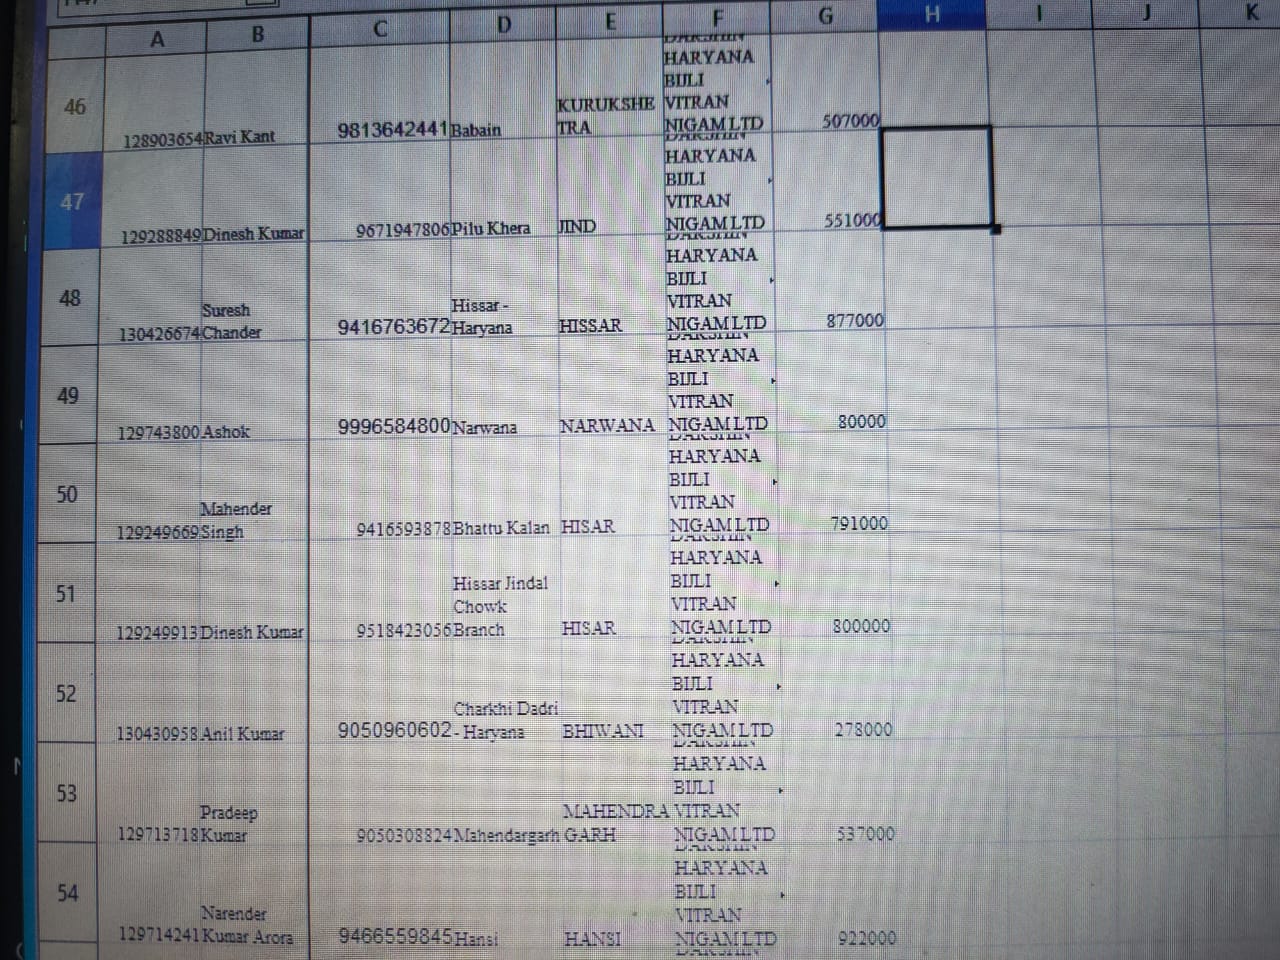 A B C D E F G H I J K
46 128903654 Ravi Kant 9813642441 Babain KURUKSHE TRA DAKSHIN HARYANA BIJLI VITRAN NIGAM LTD 507000
47 129288849 Dinesh Kumar 9671947806 Pilu Khera JIND DAKSHIN HARYANA BIJLI VITRAN NIGAM LTD 551000
48 130426674 Suresh Chander 9416763672 Hissar - Haryana HISSAR DAKSHIN HARYANA BIJLI VITRAN NIGAM LTD 877000
49 129743800 Ashok 9996584800 Narwana NARWANA DAKSHIN HARYANA BIJLI VITRAN NIGAM LTD 80000
50 129249669 Mahender Singh 9416593878 Bhattu Kalan HISAR DAKSHIN HARYANA BIJLI VITRAN NIGAM LTD 791000
51 129249913 Dinesh Kumar 9518423056 Hissar Jindal Chowk Branch HISAR DAKSHIN HARYANA BIJLI VITRAN NIGAM LTD 800000
52 130430958 Anil Kumar 9050960602 Charkhi Dadri - Haryana BHIWANI DAKSHIN HARYANA BIJLI VITRAN NIGAM LTD 278000
53 129713718 Pradeep Kumar 9050308824 Mahendargarh MAHENDRA GARH DAKSHIN HARYANA BIJLI VITRAN NIGAM LTD 537000
54 129714241 Narender Kumar Arora 9466559845 Hansi HANSI DAKSHIN HARYANA BIJLI VITRAN NIGAM LTD 922000